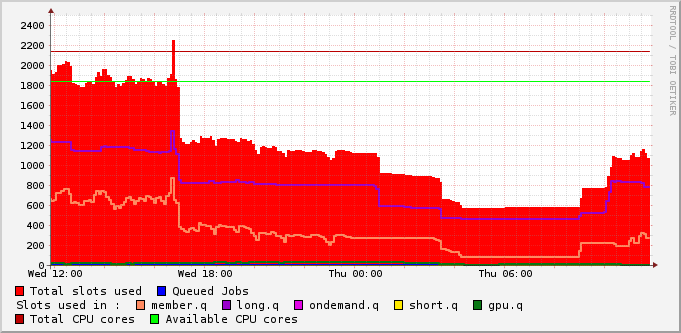 RRDTOOL / TOBI OETIKER
2400
2200
2000
1800
1600
1400
1200
1000
800
600
400
200
0
Wed 12:00 Wed 18:00 Thu 00:00 Thu 06:00
Total slots used Queued Jobs
Slots used in : member.q long.q ondemand.q short.q gpu.q
Total CPU cores Available CPU cores